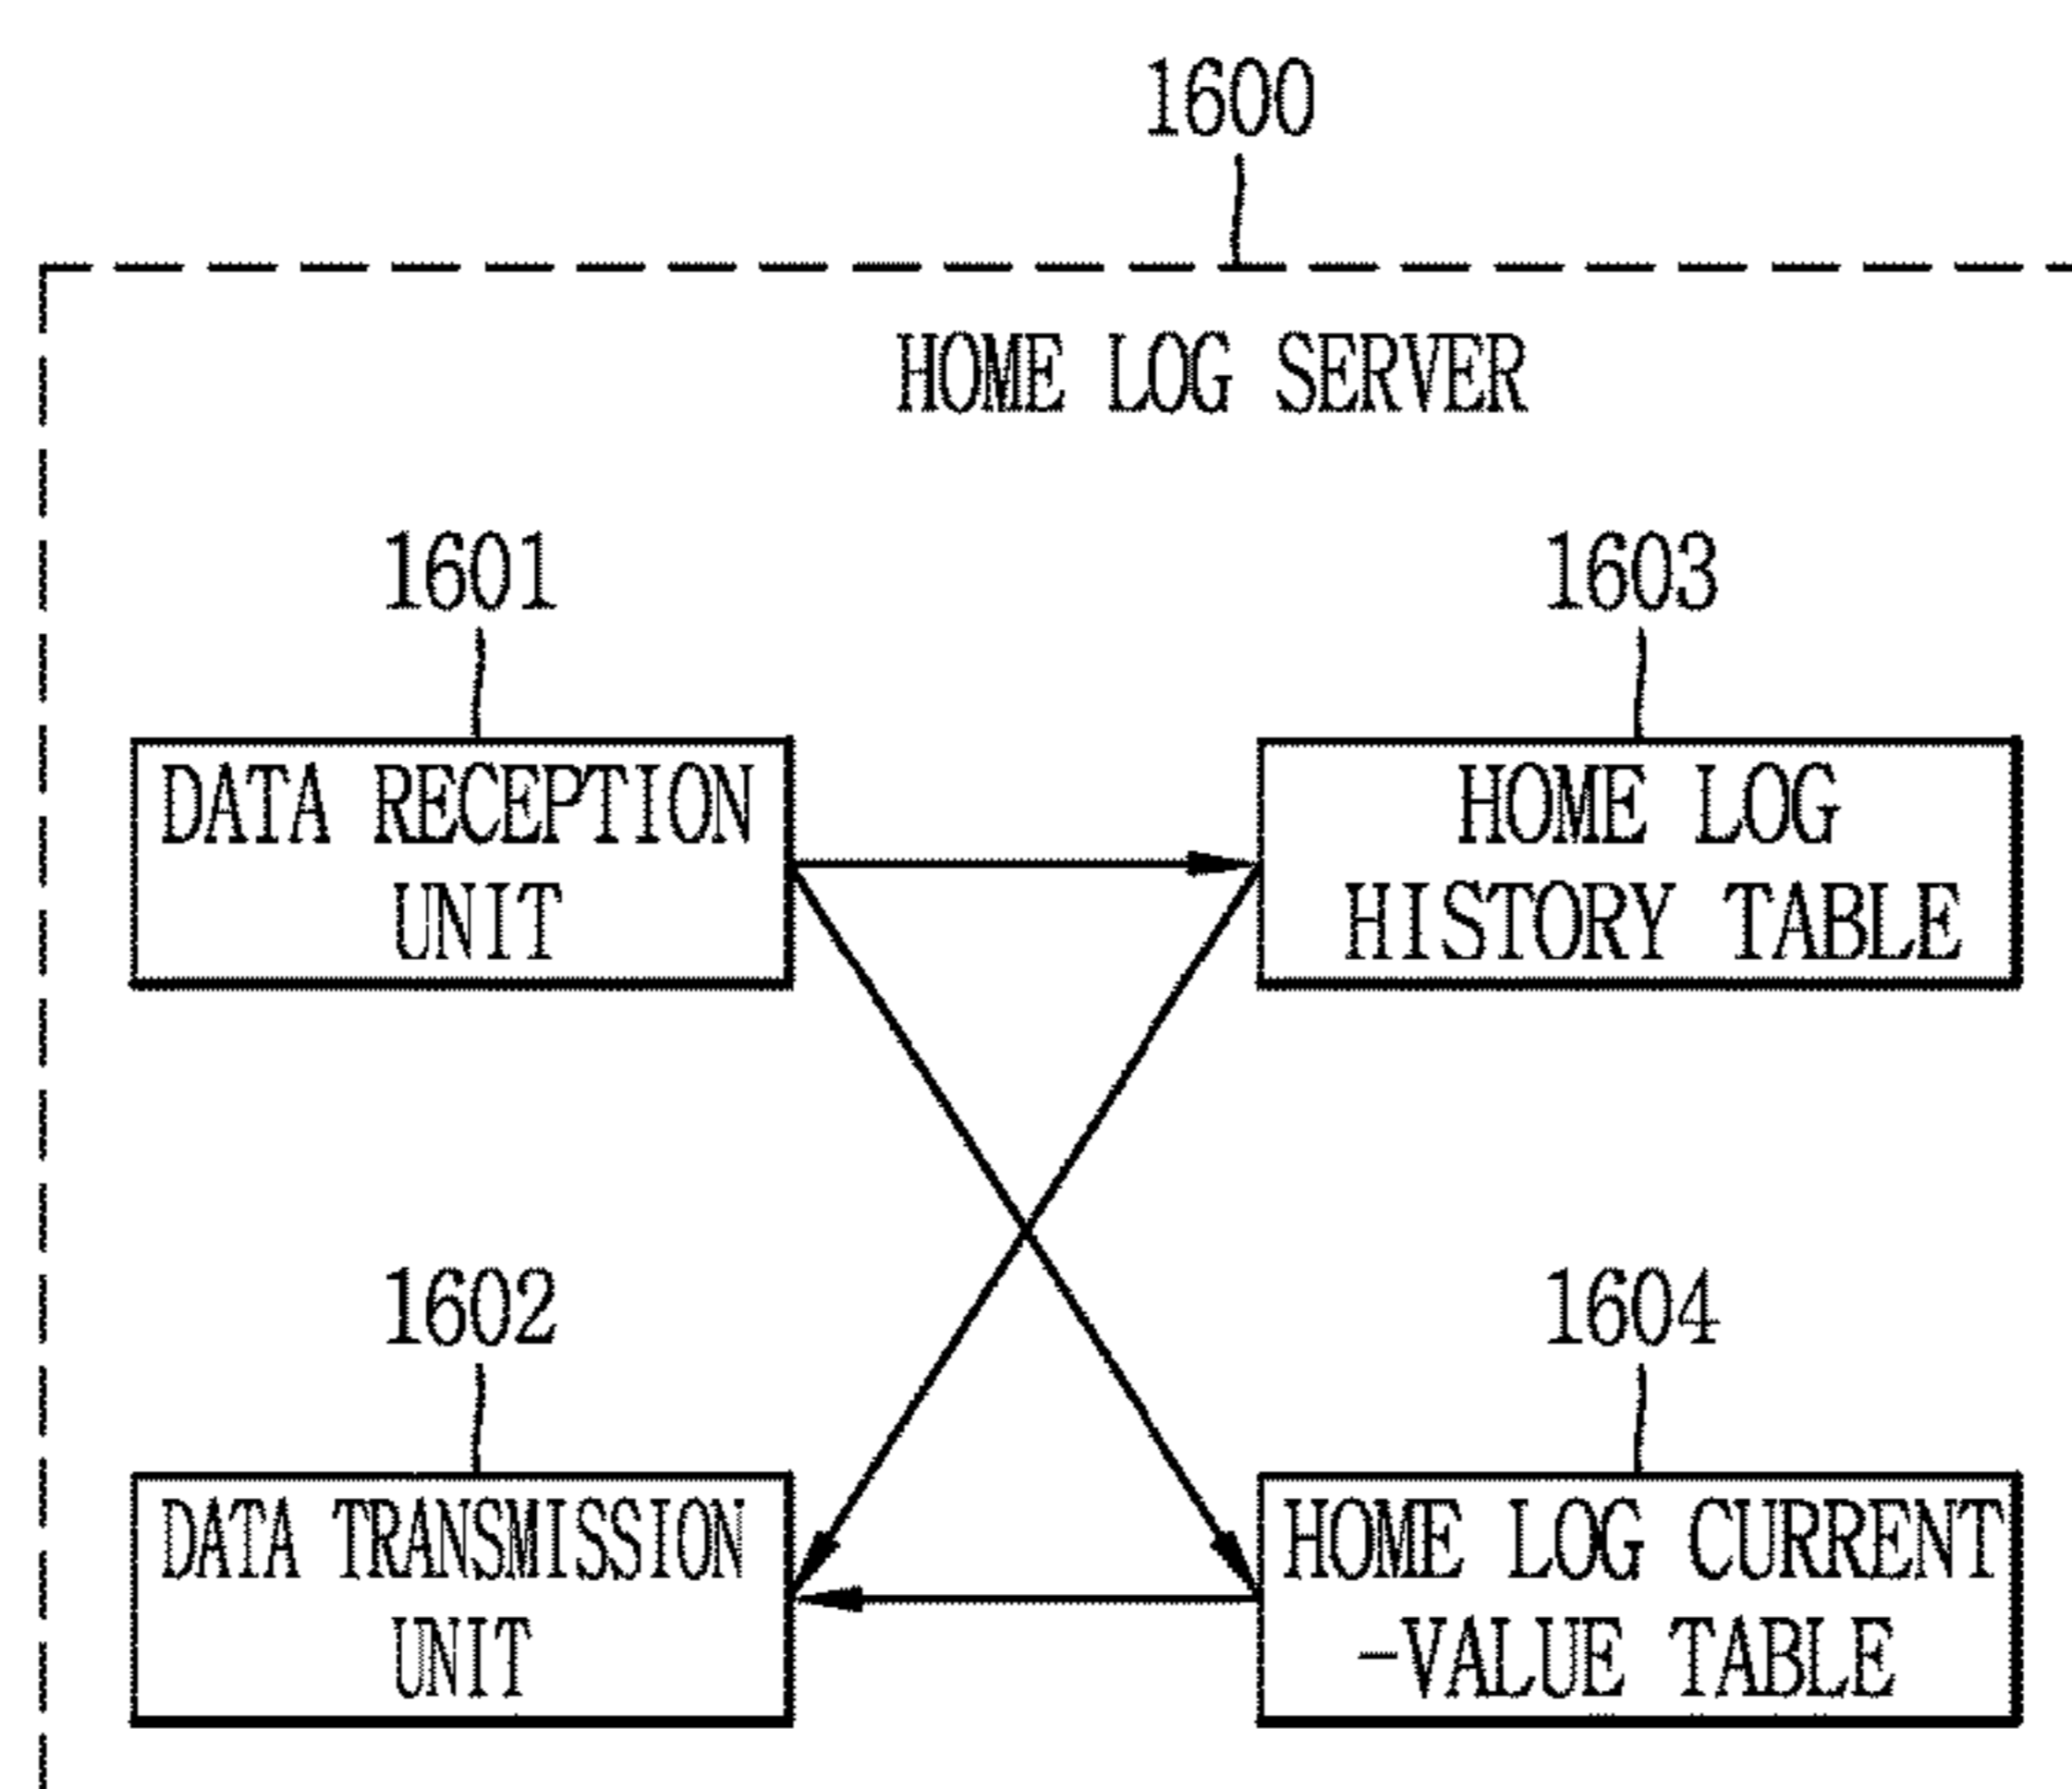 1600
HOME LOG SERVER
1601
1603
DATA RECEPTION
UNIT
HOME LOG
HISTORY TABLE
1602
1604
DATA TRANSMISSION
UNIT
HOME LOG CURRENT
-VALUE TABLE